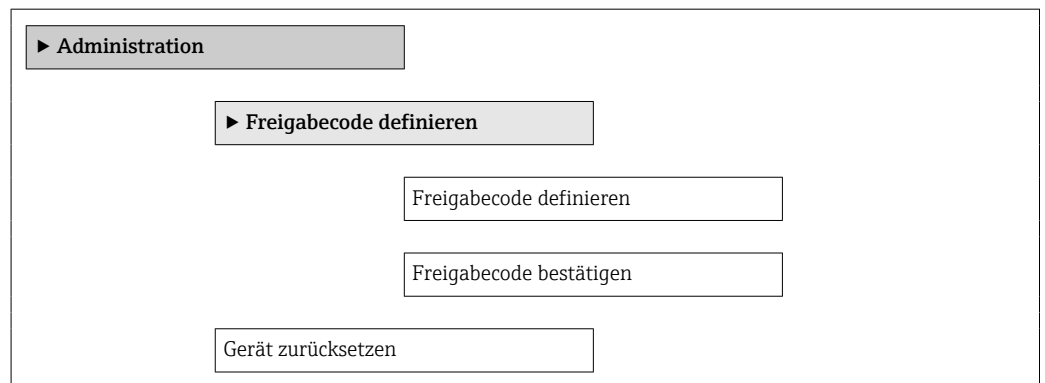 ▶ Administration
▶ Freigabecode definieren
Freigabecode definieren
Freigabecode bestätigen
Gerät zurücksetzen